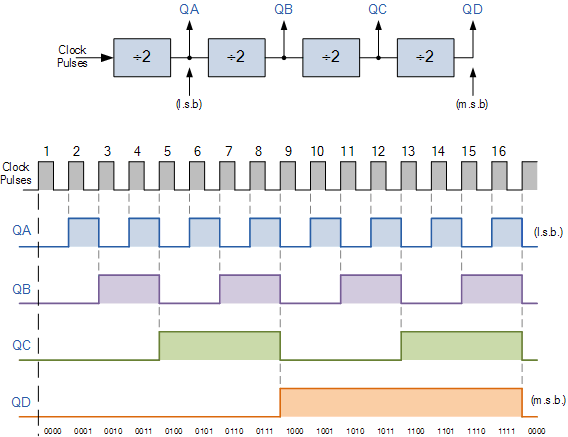 QA QB QC QD
Clock
Pulses
÷2 ÷2 ÷2 ÷2
(l.s.b) (m.s.b)
1 2 3 4 5 6 7 8 9 10 11 12 13 14 15 16
Clock
Pulses
QA (l.s.b.)
QB
QC
QD (m.s.b.)
0000 0001 0010 0011 0100 0101 0110 0111 1000 1001 1010 1011 1100 1101 1110 1111 0000